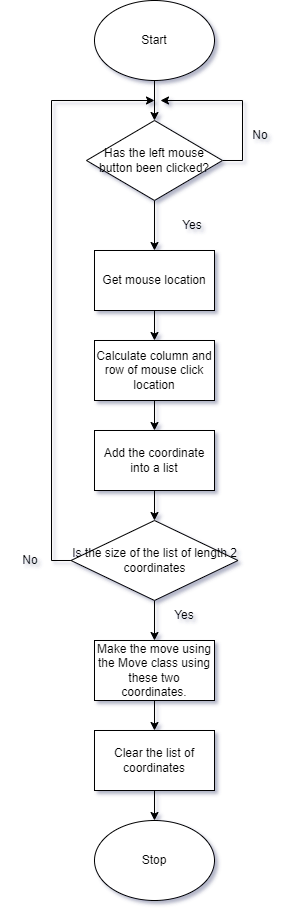 Start
Has the left mouse
button been clicked?
No
Yes
Get mouse location
Calculate column and
row of mouse click
location
Add the coordinate
into a list
Is the size of the list of length 2
coordinates
No
Yes
Make the move using
the Move class using
these two
coordinates.
Clear the list of
coordinates
Stop